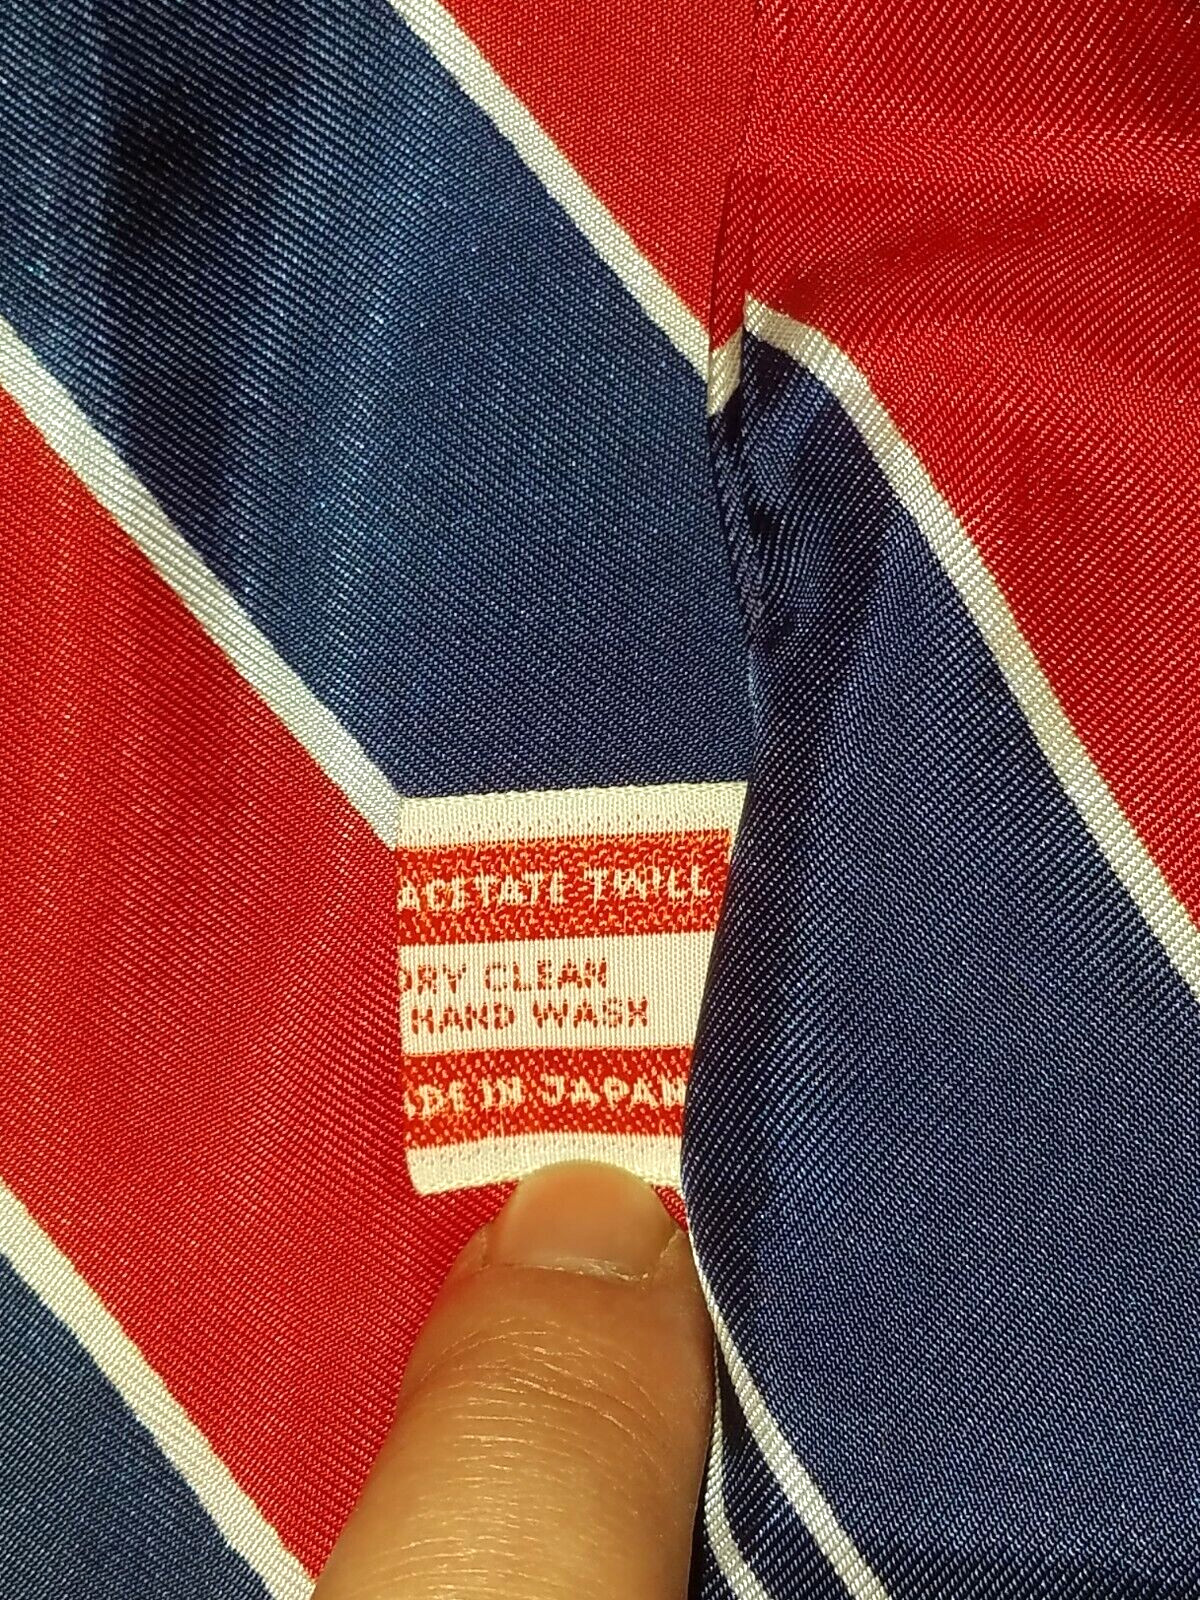 ACETATE TWILL
DRY CLEAN
HAND WASH
ADE IN JAPAN